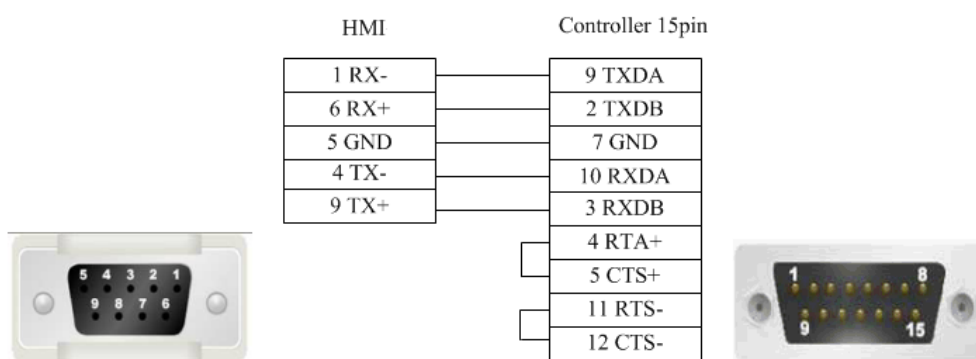 HMI Controller 15pin
1 RX- 9 TXDA
6 RX+ 2 TXDB
5 GND 7 GND
4 TX- 10 RXDA
9 TX+ 3 RXDB
4 RTA+
5 CTS+
11 RTS-
12 CTS-
5 4 3 2 1
9 8 7 6
1 8
9 15